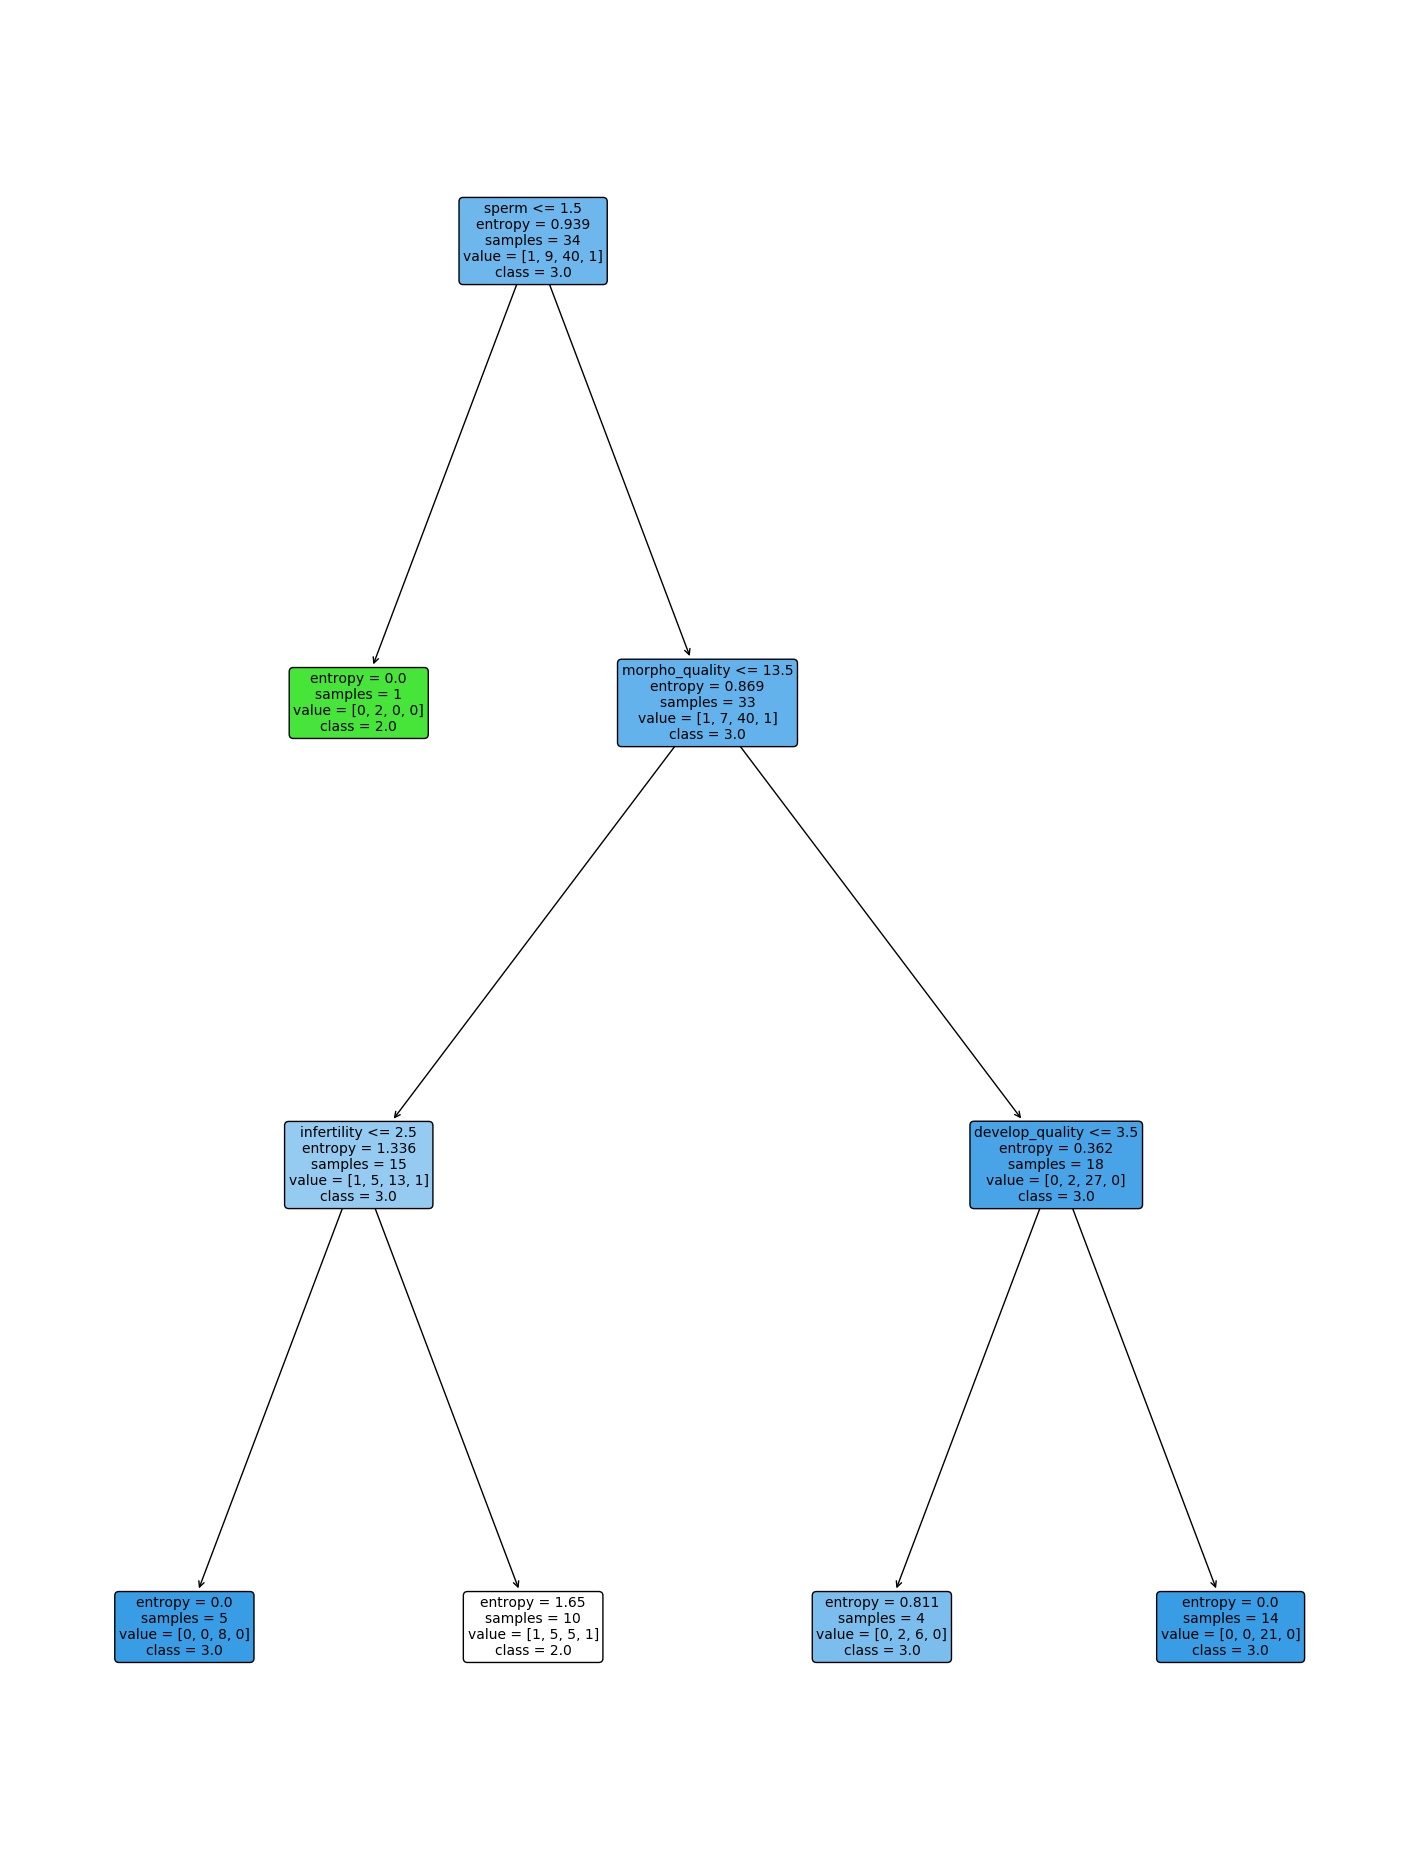 sperm <= 1.5
entropy = 0.939
samples = 34
value = [1, 9, 40, 1]
class = 3.0
entropy = 0.0
samples = 1
value = [0, 2, 0, 0]
class = 2.0
morpho_quality <= 13.5
entropy = 0.869
samples = 33
value = [1, 7, 40, 1]
class = 3.0
infertility <= 2.5
entropy = 1.336
samples = 15
value = [1, 5, 13, 1]
class = 3.0
develop_quality <= 3.5
entropy = 0.362
samples = 18
value = [0, 2, 27, 0]
class = 3.0
entropy = 0.0
samples = 5
value = [0, 0, 8, 0]
class = 3.0
entropy = 1.65
samples = 10
value = [1, 5, 5, 1]
class = 2.0
entropy = 0.811
samples = 4
value = [0, 2, 6, 0]
class = 3.0
entropy = 0.0
samples = 14
value = [0, 0, 21, 0]
class = 3.0